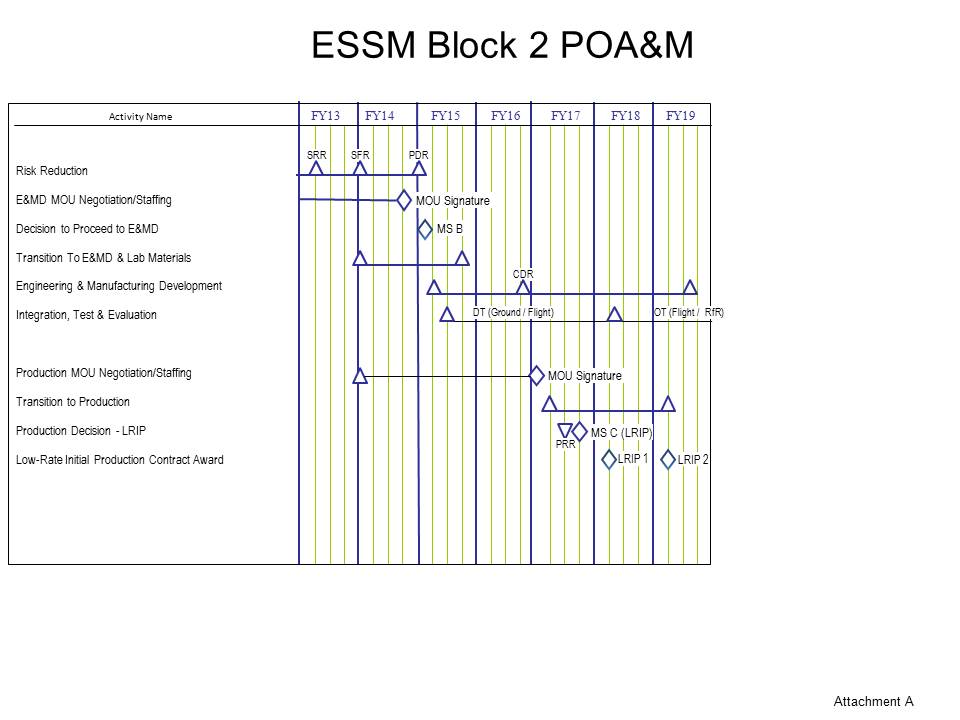 ESSM Block 2 POA&M
Activity Name FY13 FY14 FY15 FY16 FY17 FY18 FY19
SRR SFR PDR
Risk Reduction
E&MD MOU Negotiation/Staffing MOU Signature
Decision to Proceed to E&MD MS B
Transition To E&MD & Lab Materials
CDR
Engineering & Manufacturing Development
Integration, Test & Evaluation DT (Ground / Flight) OT (Flight / RfR)
Production MOU Negotiation/Staffing MOU Signature
Transition to Production
Production Decision - LRIP MS C (LRIP)
PRR
Low-Rate Initial Production Contract Award LRIP 1 LRIP 2
Attachment A